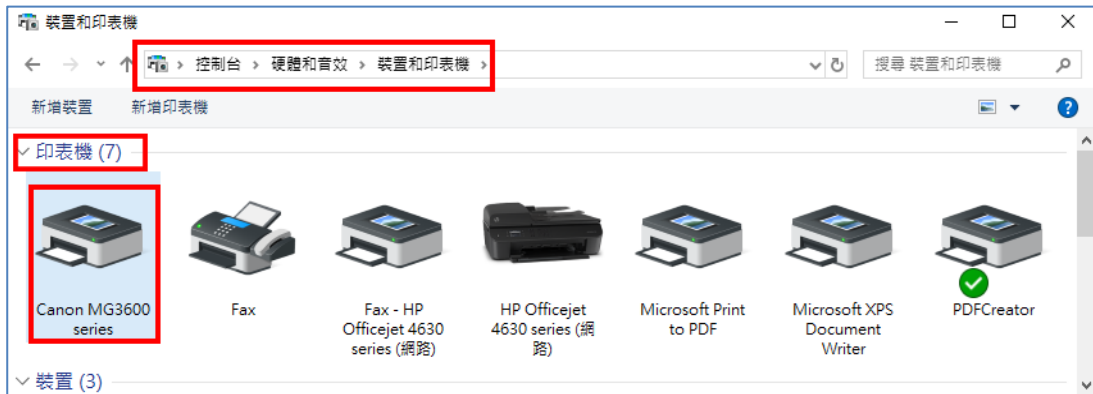 裝置和印表機
控制台 › 硬體和音效 › 裝置和印表機 ›
搜尋 裝置和印表機
新增裝置 新增印表機
印表機 (7)
Canon MG3600
series
Fax
Fax - HP
Officejet 4630
series (網路)
HP Officejet
4630 series (網
路)
Microsoft Print
to PDF
Microsoft XPS
Document
Writer
PDFCreator
裝置 (3)